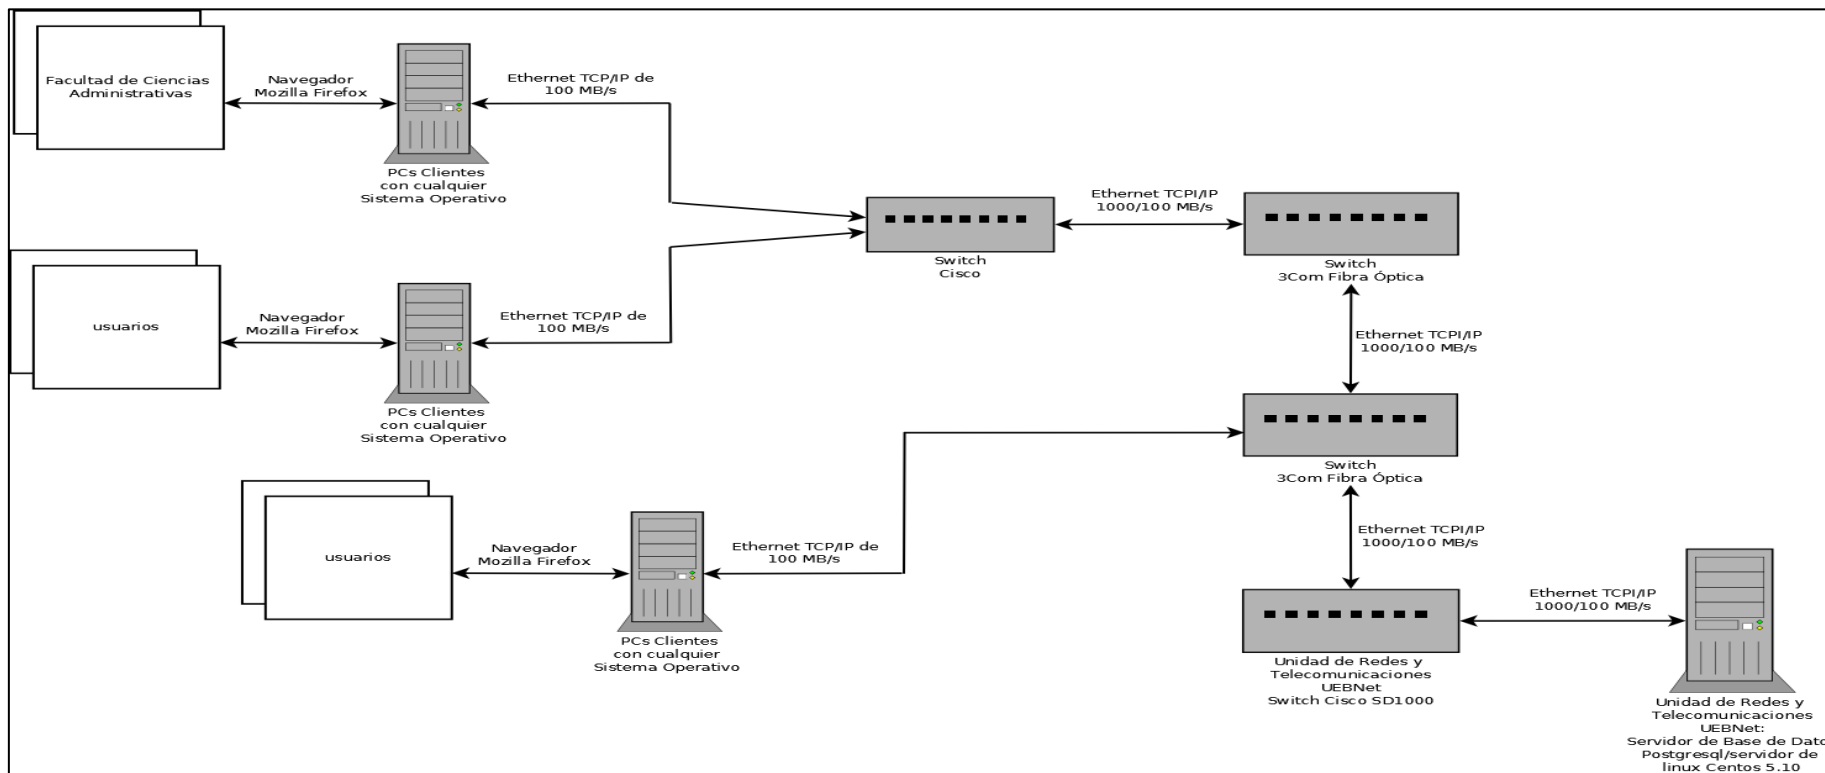 Facultad de Ciencias
Administrativas
Navegador
Mozilla Firefox
Ethernet TCP/IP de
100 MB/s
PCs Clientes
con cualquier
Sistema Operativo
Ethernet TCPI/IP
1000/100 MB/s
Switch
Cisco
Switch
3Com Fibra Óptica
usuarios
Navegador
Mozilla Firefox
Ethernet TCP/IP de
100 MB/s
PCs Clientes
con cualquier
Sistema Operativo
Ethernet TCPI/IP
1000/100 MB/s
Switch
3Com Fibra Óptica
usuarios
Navegador
Mozilla Firefox
Ethernet TCP/IP de
100 MB/s
PCs Clientes
con cualquier
Sistema Operativo
Ethernet TCPI/IP
1000/100 MB/s
Unidad de Redes y
Telecomunicaciones
UEBNet
Switch Cisco SD1000
Ethernet TCPI/IP
1000/100 MB/s
Unidad de Redes y
Telecomunicaciones
UEBNet:
Servidor de Base de Dato
Postgresql/servidor de
linux Centos 5.10